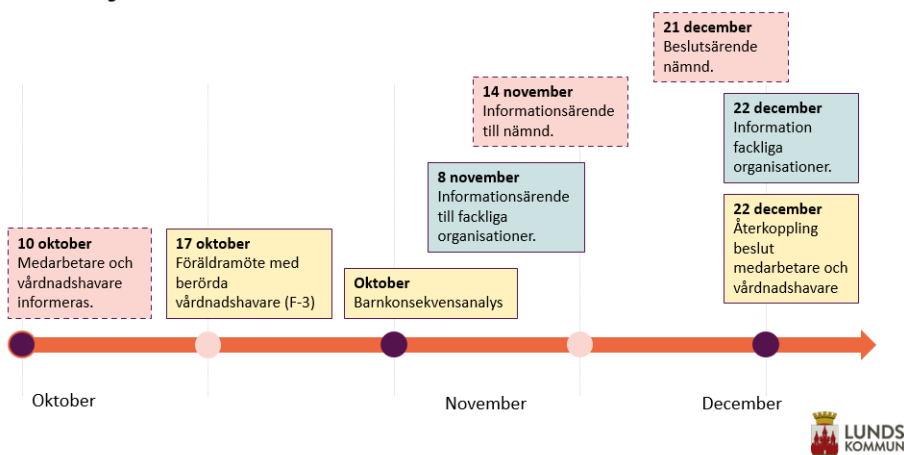 21 december
Beslutsärende
nämnd.
14 november
Informationsärende
till nämnd.
22 december
Information
fackliga
organisationer.
8 november
Informationsärende
till fackliga
organisationer.
22 december
Återkoppling
beslut
medarbetare och
vårdnadshavare
10 oktober
Medarbetare och
vårdnadshavare
informeras.
17 oktober
Föräldramöte med
berörda
vårdnadshavare (F-3)
Oktober
Barnkonsekvensanalys
Oktober
November
December
LUNDS
KOMMUN